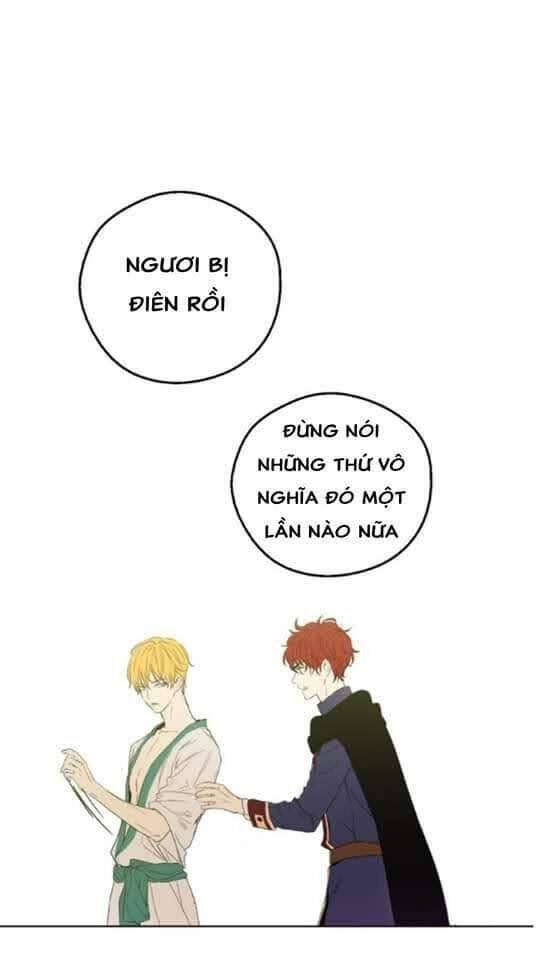 NGƯƠI BỊ
ĐIÊN RỒI
ĐỪNG NÓI
NHỮNG THỨ VÔ
NGHĨA ĐÓ MỘT
LẦN NÀO NỮA